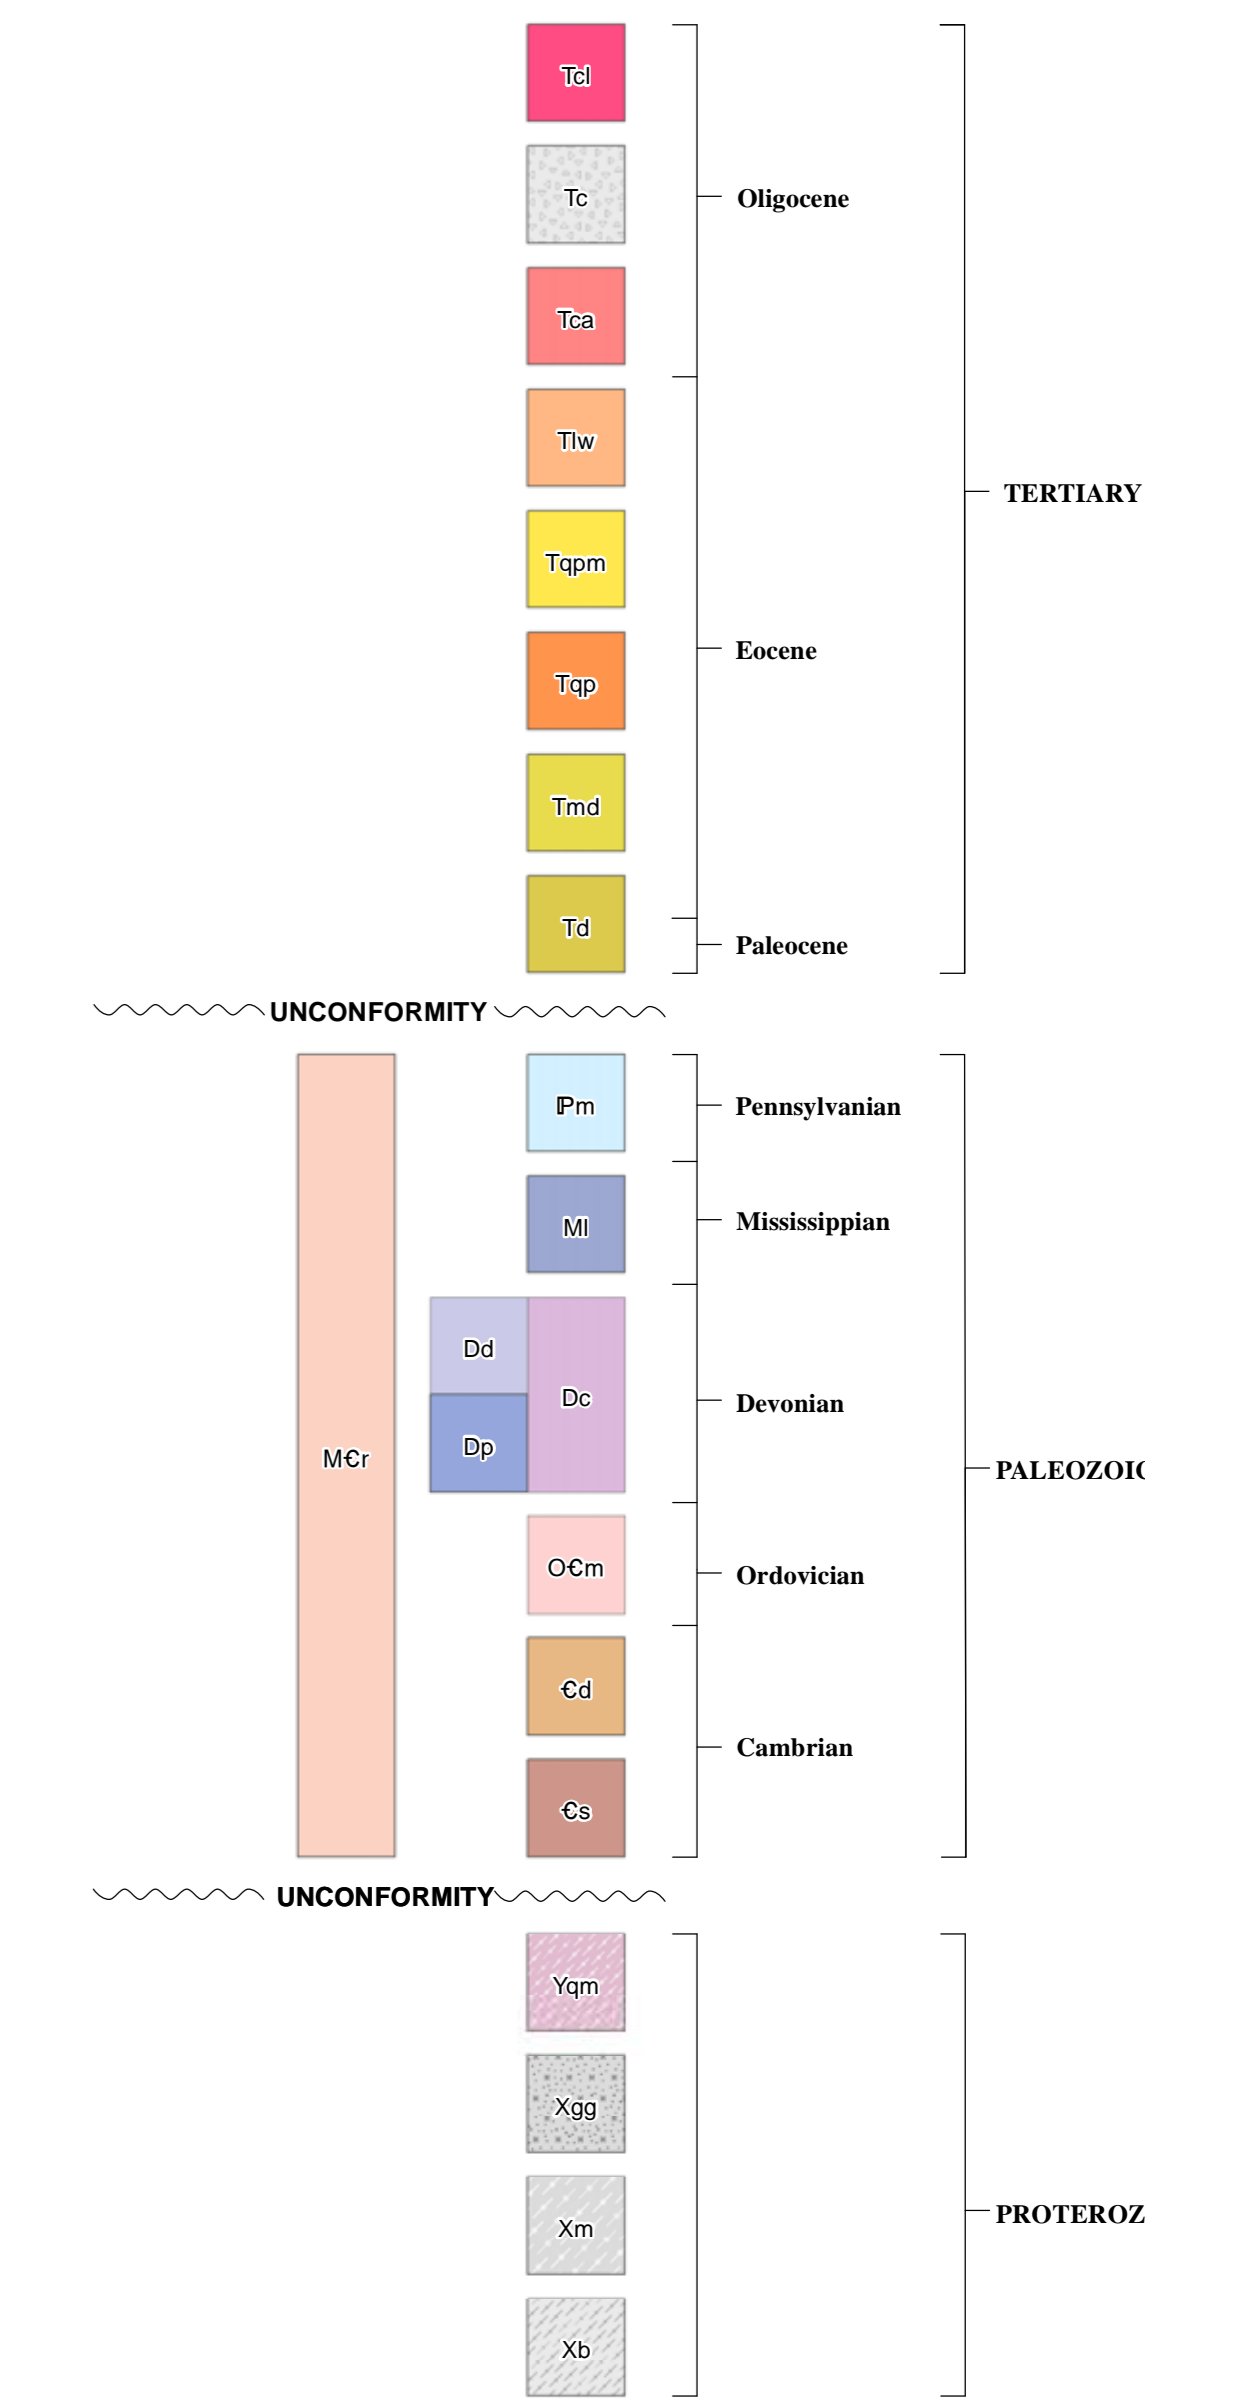 Tcl
Tc
Oligocene
Tca
Tlw
TERTIARY
Tqpm
Eocene
Tqp
Tmd
Td
Paleocene
UNCONFORMITY
ℙm
Pennsylvanian
Ml
Mississippian
Dd
Dc
Devonian
Dp
M€r
PALEOZOI
O€m
Ordovician
€d
Cambrian
€s
UNCONFORMITY
Yqm
Xgg
Xm
PROTEROZ
Xb